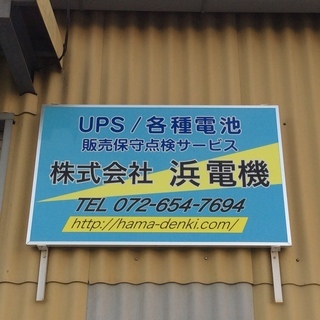 UPS / 各種電池
販売保守点検サービス
株式会社 浜電機
TEL 072-654-7694
http://hama-denki.com/